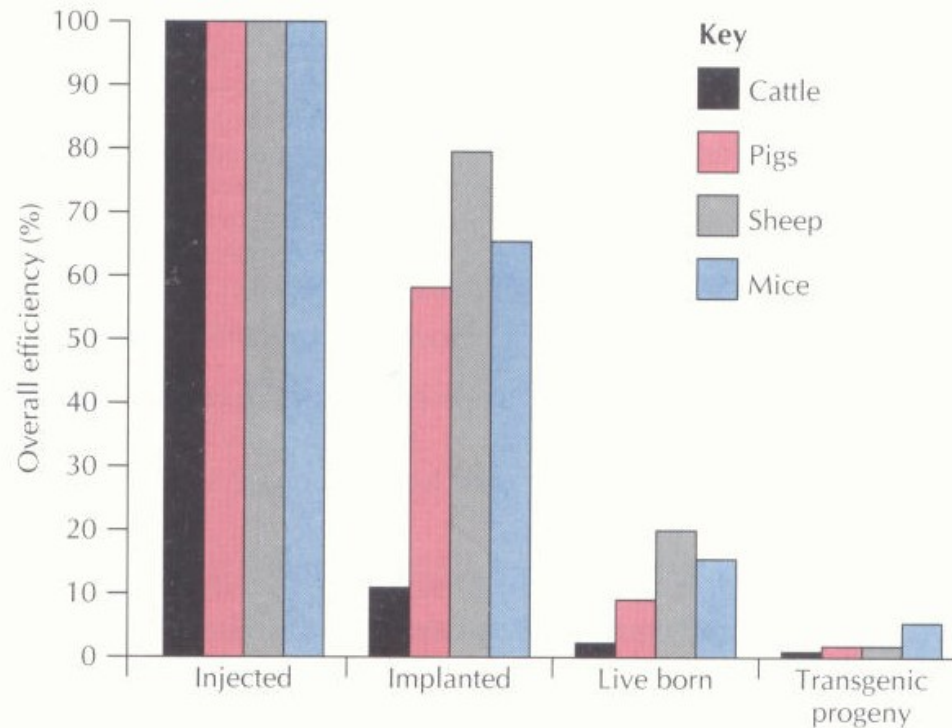 Overall efficiency (%)
100
90
80
70
60
50
40
30
20
10
0
Key
Cattle
Pigs
Sheep
Mice
Injected
Implanted
Live born
Transgenic
progeny